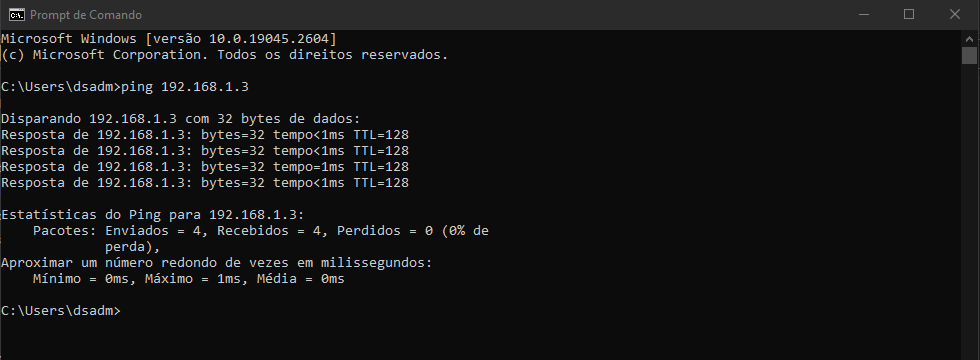 Prompt de Comando
Microsoft Windows [versão 10.0.19045.2604]
(c) Microsoft Corporation. Todos os direitos reservados.
C:\Users\dsadm>ping 192.168.1.3
Disparando 192.168.1.3 com 32 bytes de dados:
Resposta de 192.168.1.3: bytes=32 tempo<1ms TTL=128
Resposta de 192.168.1.3: bytes=32 tempo<1ms TTL=128
Resposta de 192.168.1.3: bytes=32 tempo=1ms TTL=128
Resposta de 192.168.1.3: bytes=32 tempo<1ms TTL=128
Estatísticas do Ping para 192.168.1.3:
    Pacotes: Enviados = 4, Recebidos = 4, Perdidos = 0 (0% de
             perda),
Aproximar um número redondo de vezes em milissegundos:
    Mínimo = 0ms, Máximo = 1ms, Média = 0ms
C:\Users\dsadm>